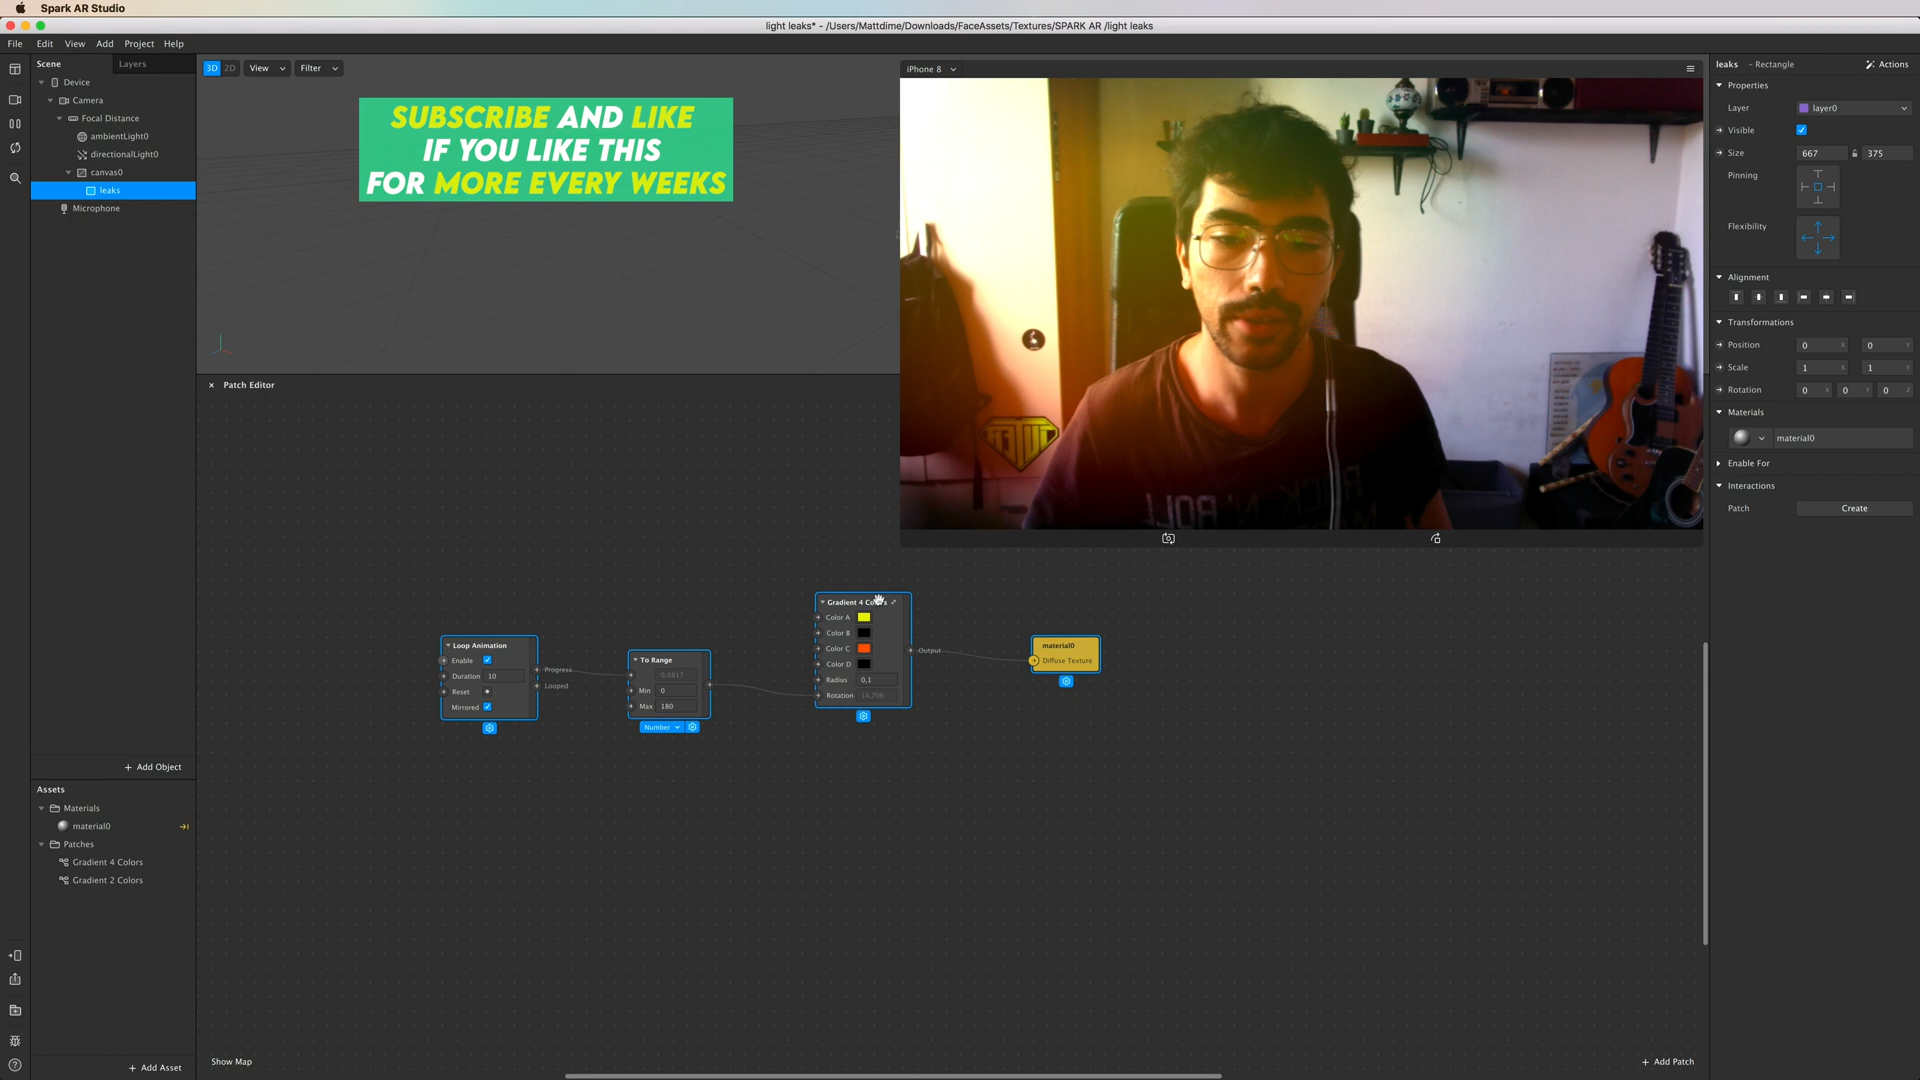 Spark AR Studio
light leaks* - /Users/Mattdime/Downloads/FaceAssets/Textures/SPARK AR /light leaks
File Edit View Add Project Help
Scene Layers
Device
Camera
Focal Distance
ambientLight0
directionalLight0
canvas0
leaks
Microphone
+ Add Object
Assets
Materials
material0
Patches
Gradient 4 Colors
Gradient 2 Colors
+ Add Asset
3D 2D View Filter
SUBSCRIBE AND LIKE
IF YOU LIKE THIS
FOR MORE EVERY WEEKS
iPhone 8
ROCK N' ROLL
Patch Editor
Loop Animation
Enable
Duration 10
Reset
Mirrored
Progress
Looped
To Range
0,0817
Min 0
Max 180
Number
Gradient 4 Colors
Color A
Color B
Color C
Color D
Radius 0,1
Rotation 14,706
Output
material0
Diffuse Texture
Show Map
+ Add Patch
leaks - Rectangle Actions
Properties
Layer layer0
Visible
Size 667 375
Pinning
Flexibility
Alignment
Transformations
Position 0 X 0 Y
Scale 1 X 1 Y
Rotation 0 X 0 Y 0 Z
Materials
material0
Enable For
Interactions
Patch Create